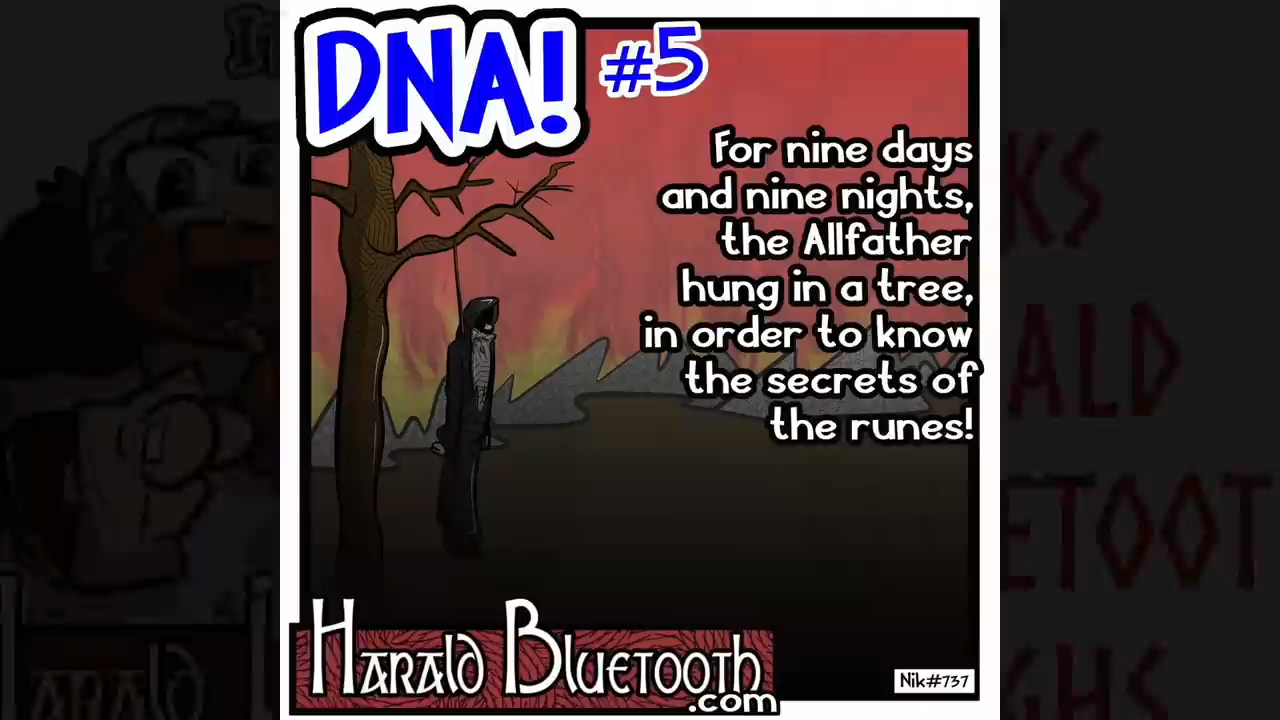 DNA! #5
For nine days
and nine nights,
the Allfather
hung in a tree,
in order to know
the secrets of
the runes!
Harald Bluetooth
.com
Nik#737